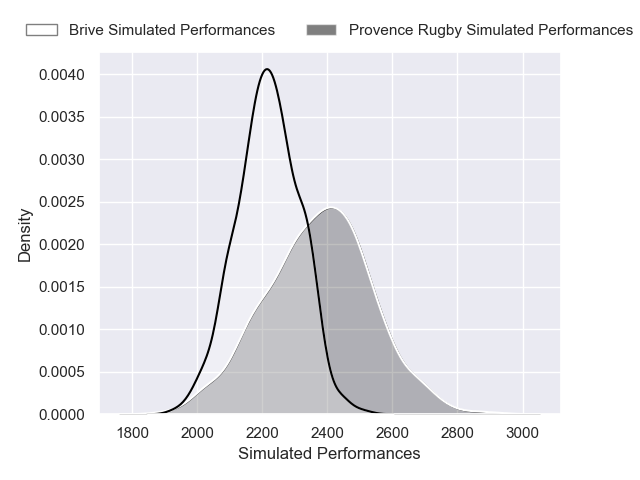 Brive Simulated Performances Provence Rugby Simulated Performances
0.0040
0.0035
0.0030
0.0025
0.0020
0.0015
0.0010
0.0005
0.0000
Density
1800 2000 2200 2400 2600 2800 3000
Simulated Performances